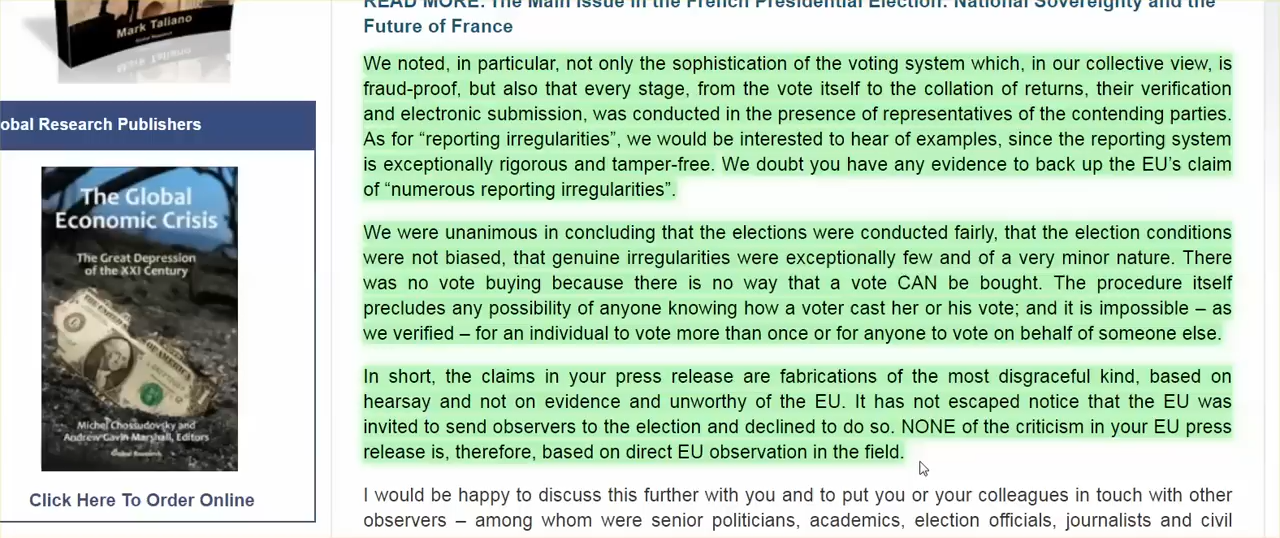 Mark Taliano
Global Research
obal Research Publishers
The Global
Economic Crisis
The Great Depression
of the XXI Century
Michel Chossudovsky and
Andrew Gavin Marshall, Editors
Global Research
Click Here To Order Online
READ MORE: The Main Issue in the French Presidential Election: National Sovereignty and the
Future of France
We noted, in particular, not only the sophistication of the voting system which, in our collective view, is
fraud-proof, but also that every stage, from the vote itself to the collation of returns, their verification
and electronic submission, was conducted in the presence of representatives of the contending parties.
As for “reporting irregularities”, we would be interested to hear of examples, since the reporting system
is exceptionally rigorous and tamper-free. We doubt you have any evidence to back up the EU’s claim
of “numerous reporting irregularities”.
We were unanimous in concluding that the elections were conducted fairly, that the election conditions
were not biased, that genuine irregularities were exceptionally few and of a very minor nature. There
was no vote buying because there is no way that a vote CAN be bought. The procedure itself
precludes any possibility of anyone knowing how a voter cast her or his vote; and it is impossible – as
we verified – for an individual to vote more than once or for anyone to vote on behalf of someone else.
In short, the claims in your press release are fabrications of the most disgraceful kind, based on
hearsay and not on evidence and unworthy of the EU. It has not escaped notice that the EU was
invited to send observers to the election and declined to do so. NONE of the criticism in your EU press
release is, therefore, based on direct EU observation in the field.
I would be happy to discuss this further with you and to put you or your colleagues in touch with other
observers – among whom were senior politicians, academics, election officials, journalists and civil